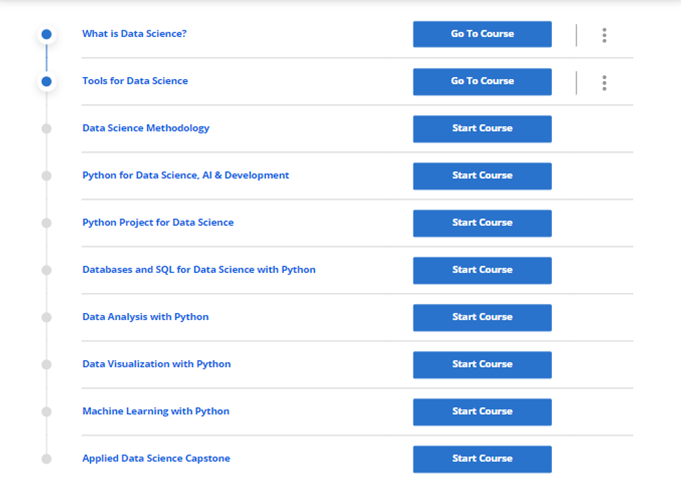 What is Data Science? Go To Course
Tools for Data Science Go To Course
Data Science Methodology Start Course
Python for Data Science, AI & Development Start Course
Python Project for Data Science Start Course
Databases and SQL for Data Science with Python Start Course
Data Analysis with Python Start Course
Data Visualization with Python Start Course
Machine Learning with Python Start Course
Applied Data Science Capstone Start Course